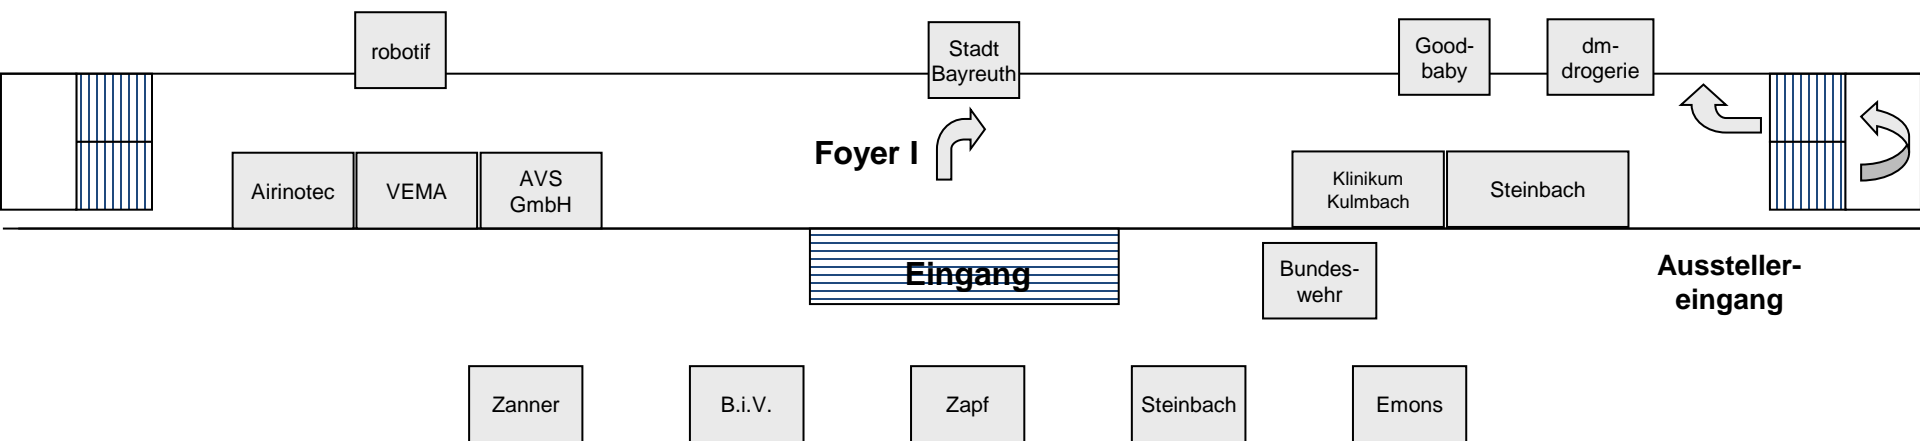 robotif
Stadt
Bayreuth
Good-
baby
dm-
drogerie
Foyer I
Airinotec
VEMA
AVS
GmbH
Klinikum
Kulmbach
Steinbach
Eingang
Bundes-
wehr
Aussteller-
eingang
Zanner
B.i.V.
Zapf
Steinbach
Emons